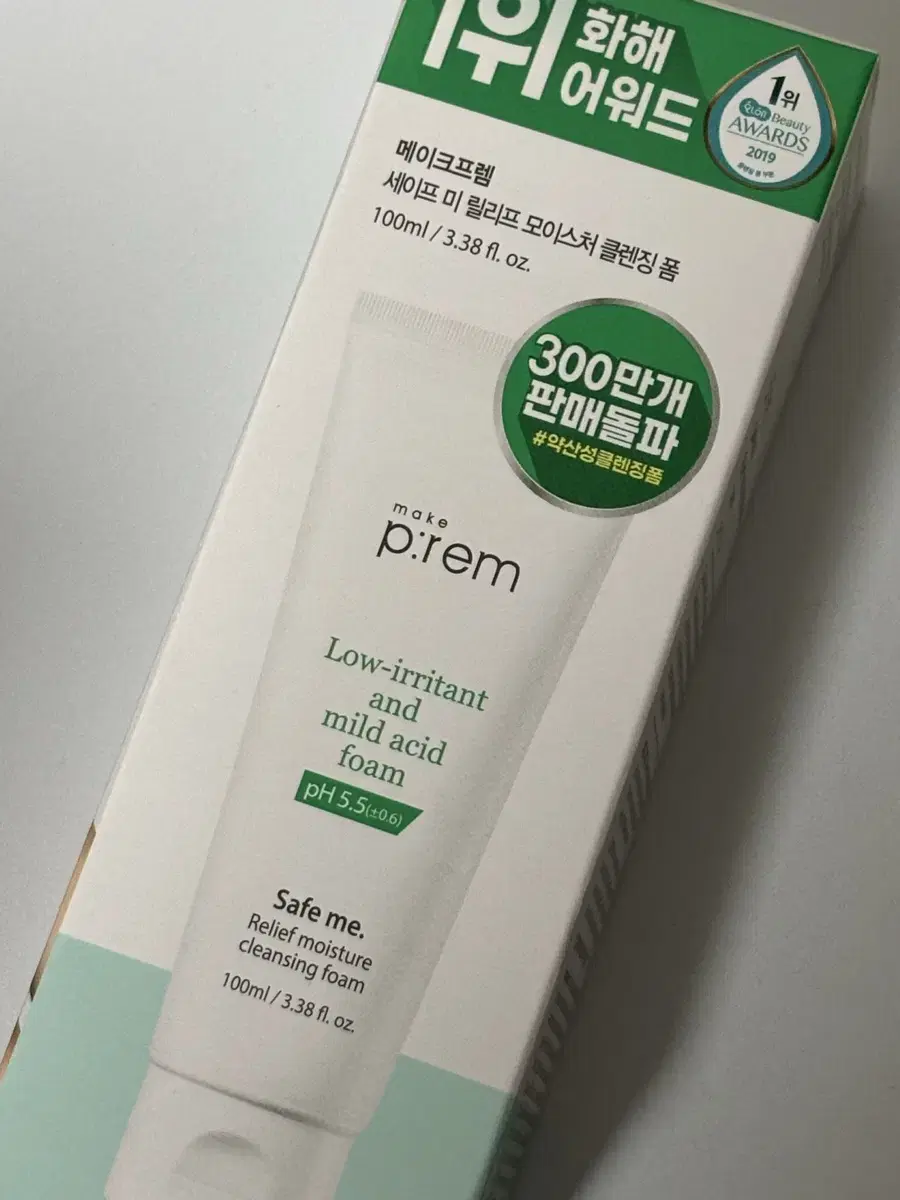 1위
화해
어워드
1위
Beauty
AWARDS
2019
메이크프렘
세이프 미 릴리프 모이스처 클렌징 폼
100ml / 3.38 fl. oz.
300만개
판매돌파
#약산성클렌징폼
make
p:rem
Low-irritant
and
mild acid
foam
pH 5.5(±0.6)
Safe me.
Relief moisture
cleansing foam
100ml / 3.38 fl. oz.